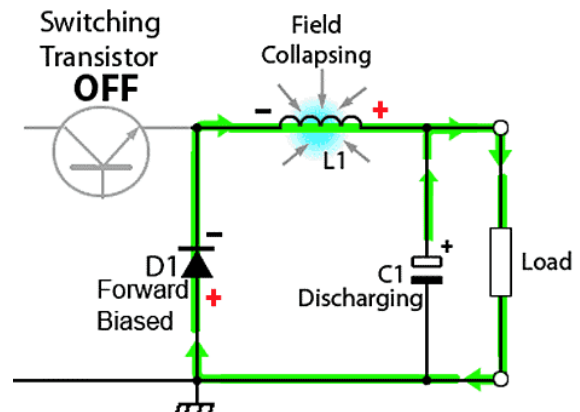 Switching
Transistor
OFF
Field
Collapsing
-
+
L1
-
D1
Forward
Biased
+
+
C1
Discharging
Load